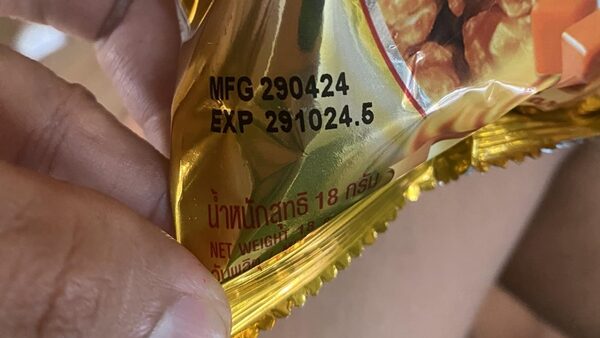 MFG 290424
EXP 291024.5
น้ำหนักสุทธิ 18 กรัม
NET WEIGHT 18